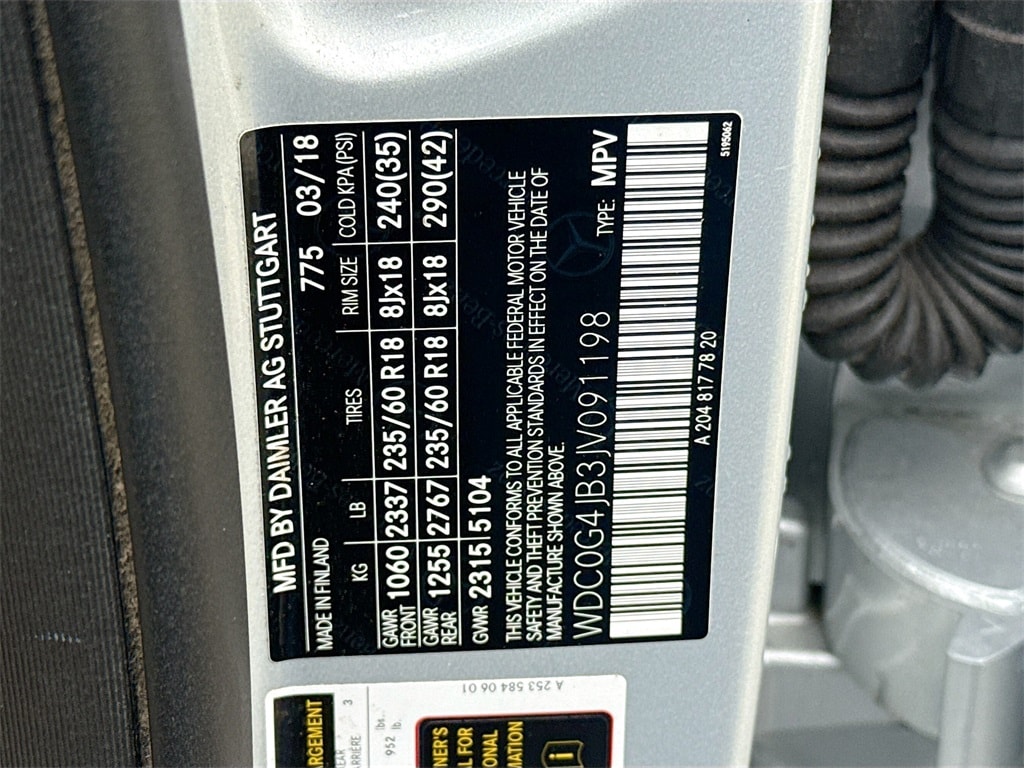 MFD BY DAIMLER AG STUTTGART
MADE IN FINLAND 775 03/18
KG LB TIRES RIM SIZE COLD KPA(PSI)
GAWR FRONT 1060 2337 235/60 R18 8Jx18 240(35)
GAWR REAR 1255 2767 235/60 R18 8Jx18 290(42)
GVWR 2315 5104
THIS VEHICLE CONFORMS TO ALL APPLICABLE FEDERAL MOTOR VEHICLE
SAFETY AND THEFT PREVENTION STANDARDS IN EFFECT ON THE DATE OF
MANUFACTURE SHOWN ABOVE.
WDC0G4JB3JV091198 TYPE: MPV
A 204 817 78 20
5195062
A 253 584 06 01
3
952 lb.